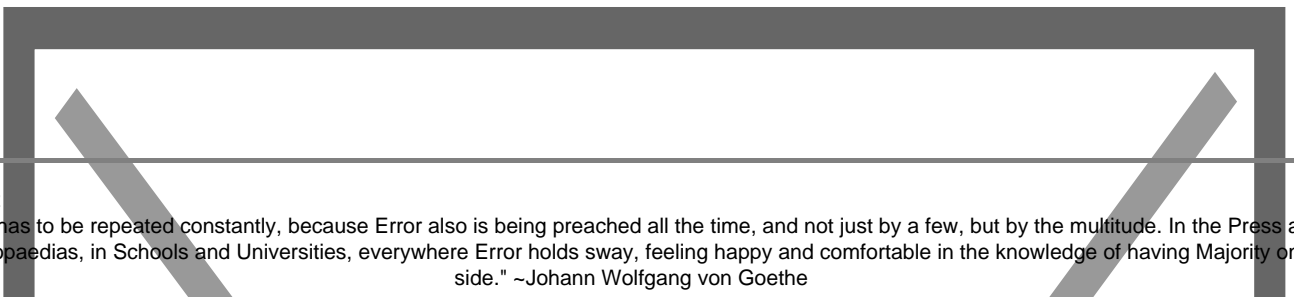 has to be repeated constantly, because Error also is being preached all the time, and not just by a few, but by the multitude. In the Press
paedias, in Schools and Universities, everywhere Error holds sway, feeling happy and comfortable in the knowledge of having Majority
side." ~Johann Wolfgang von Goethe